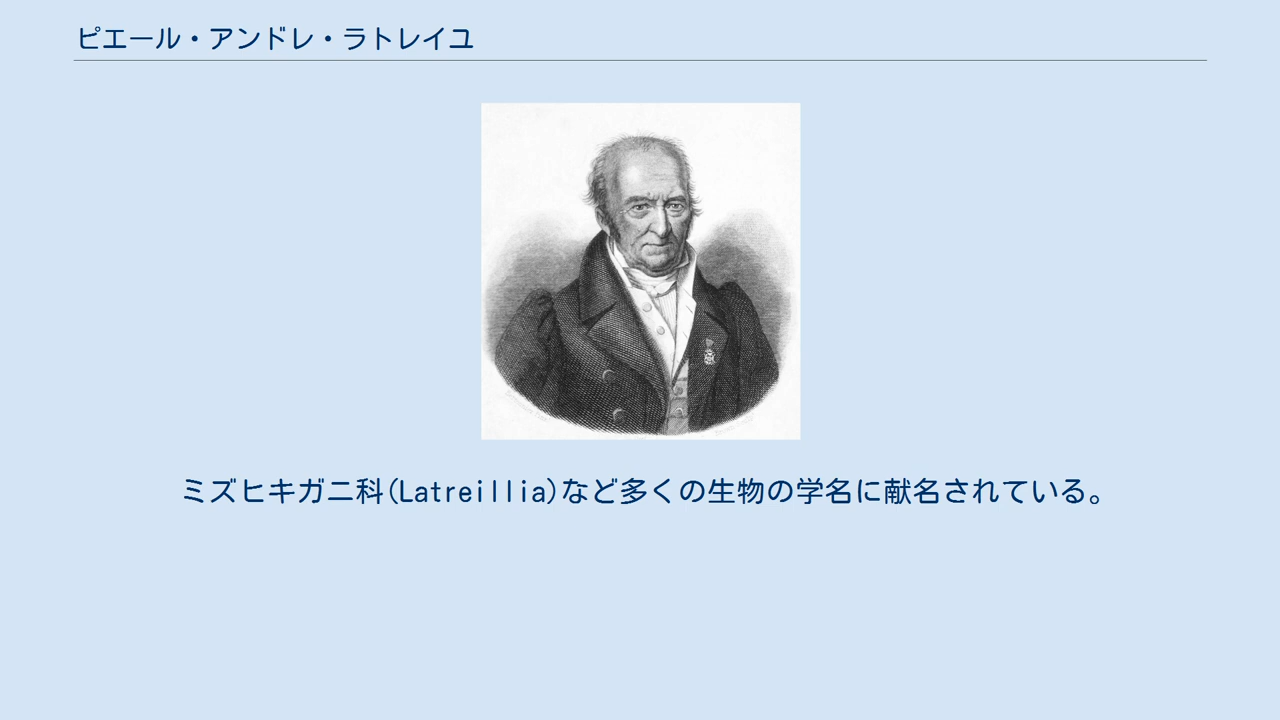 ピエール・アンドレ・ラトレイユ
ミズヒキガニ科(Latreillia)など多くの生物の学名に献名されている。